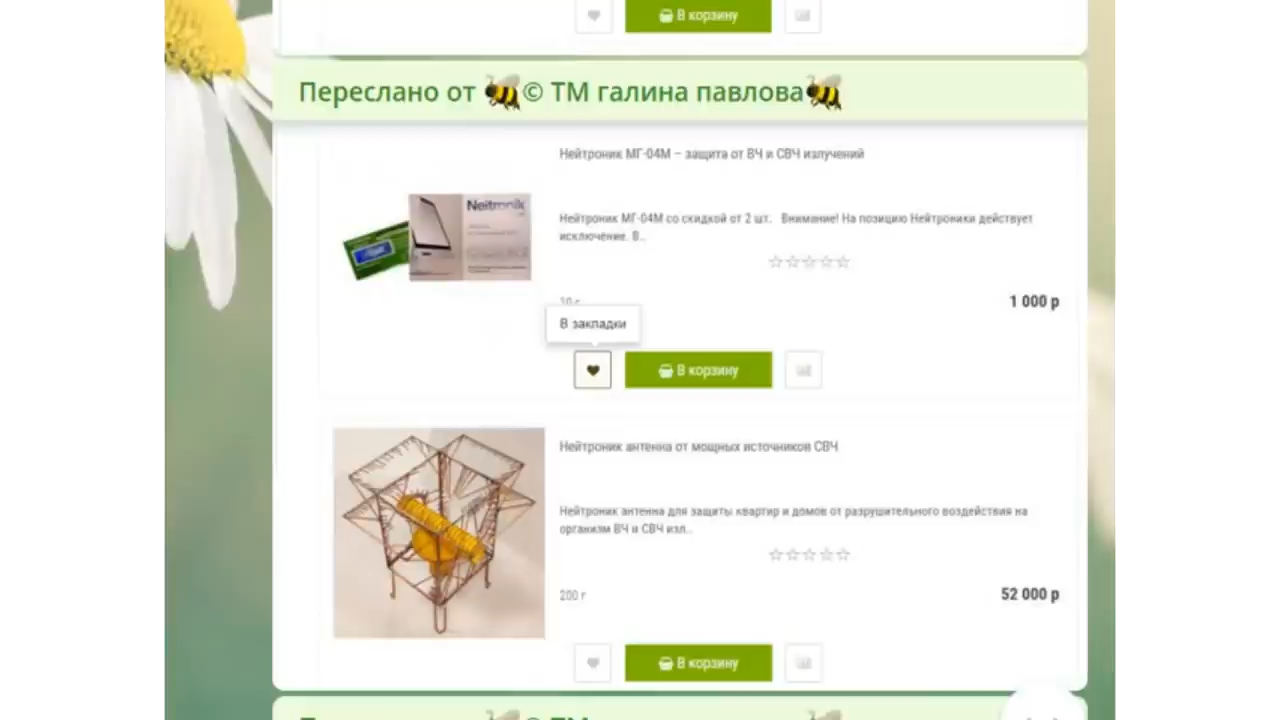 В корзину
Переслано от 🐝© ТМ галина павлова🐝
Нейтроник МГ-04М – защита от ВЧ и СВЧ излучений
Neitronik
Нейтроник МГ-04М со скидкой от 2 шт. Внимание! На позицию Нейтроники действует
исключение. В..
10 г
1 000 р
В закладки
В корзину
Нейтроник антенна от мощных источников СВЧ
Нейтроник антенна для защиты квартир и домов от разрушительного воздействия на
организм ВЧ и СВЧ изл..
200 г
52 000 р
В корзину